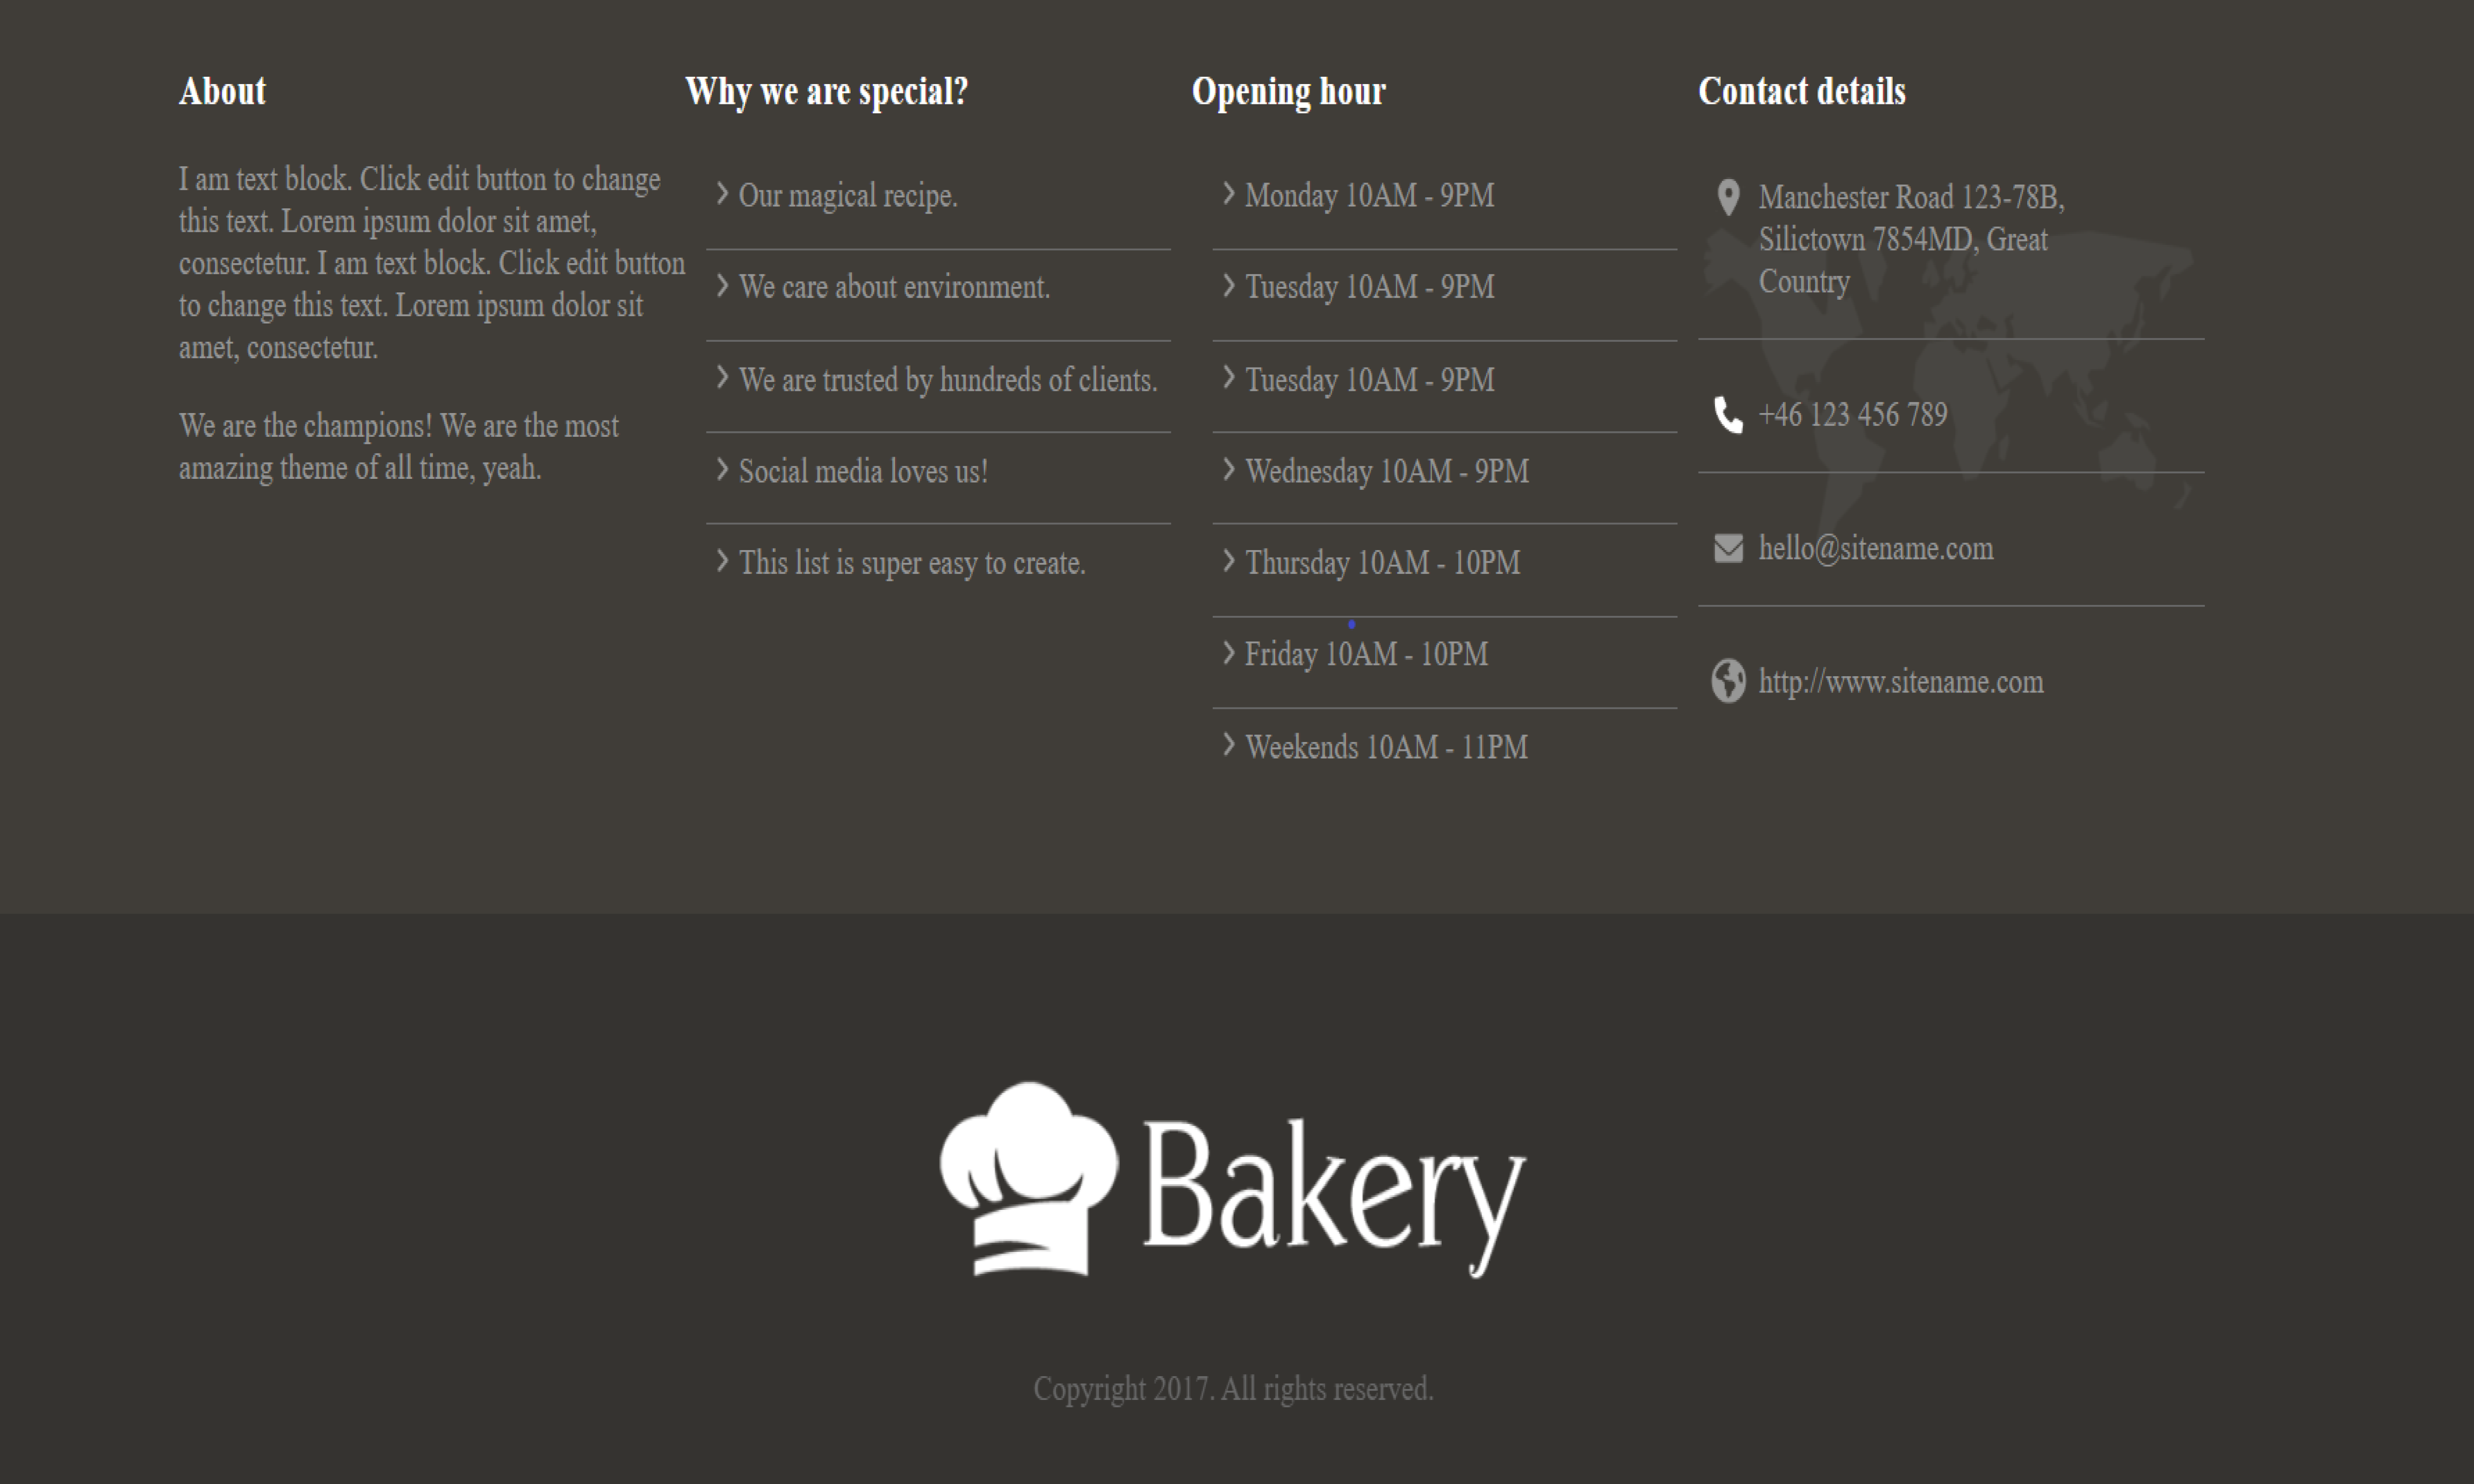 About
I am text block. Click edit button to change
this text. Lorem ipsum dolor sit amet,
consectetur. I am text block. Click edit button
to change this text. Lorem ipsum dolor sit
amet, consectetur.
We are the champions! We are the most
amazing theme of all time, yeah.
Why we are special?
Our magical recipe.
We care about environment.
We are trusted by hundreds of clients.
Social media loves us!
This list is super easy to create.
Opening hour
Monday 10AM - 9PM
Tuesday 10AM - 9PM
Tuesday 10AM - 9PM
Wednesday 10AM - 9PM
Thursday 10AM - 10PM
Friday 10AM - 10PM
Weekends 10AM - 11PM
Contact details
Manchester Road 123-78B,
Silictown 7854MD, Great
Country
+46 123 456 789
hello@sitename.com
http://www.sitename.com
Bakery
Copyright 2017. All rights reserved.